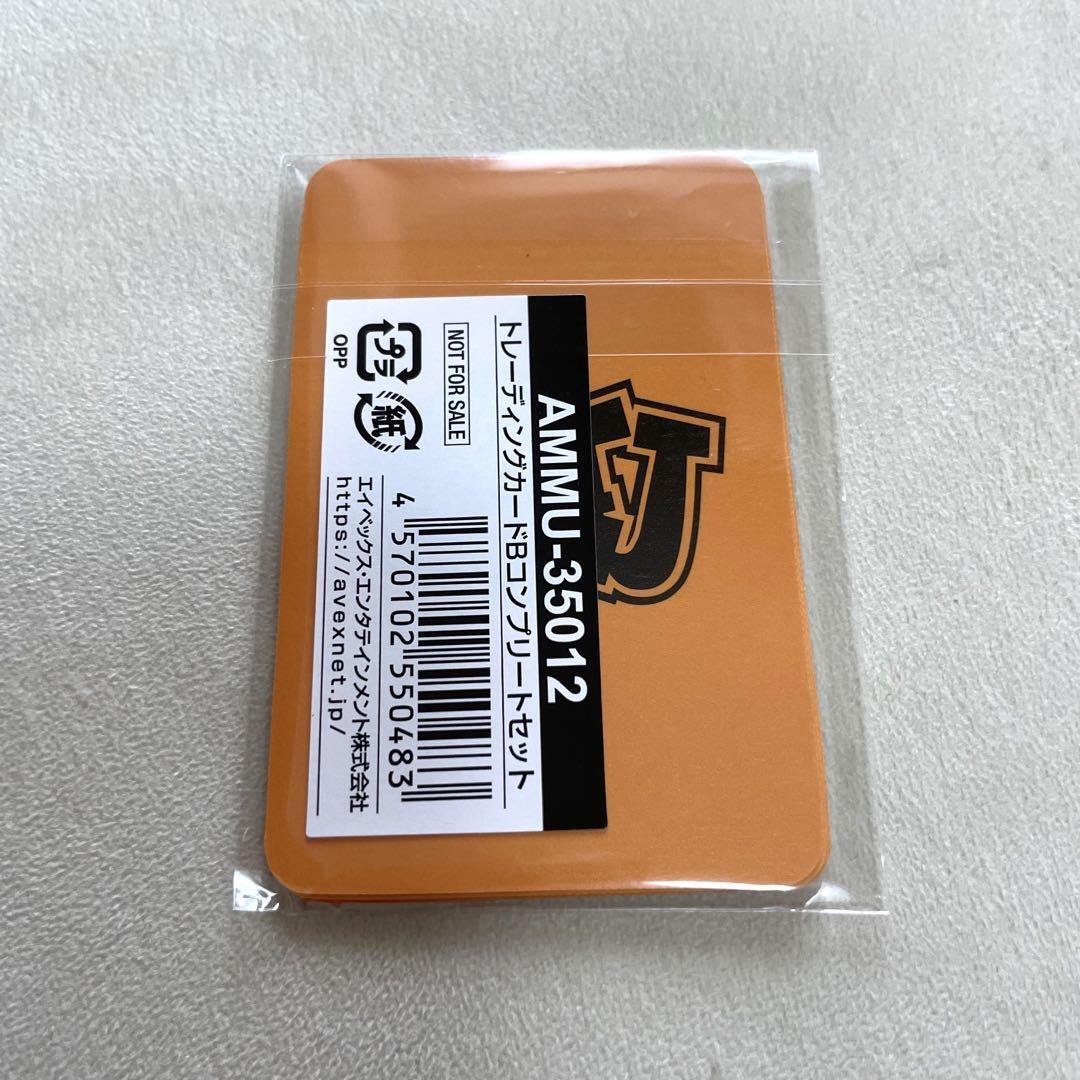 AMMU-35012
トレーディングカードBコンプリートセット
NOT FOR SALE
4 570102 550483
プラ
紙
OPP
エイベックス・エンタテインメント株式会社
https://avexnet.jp/